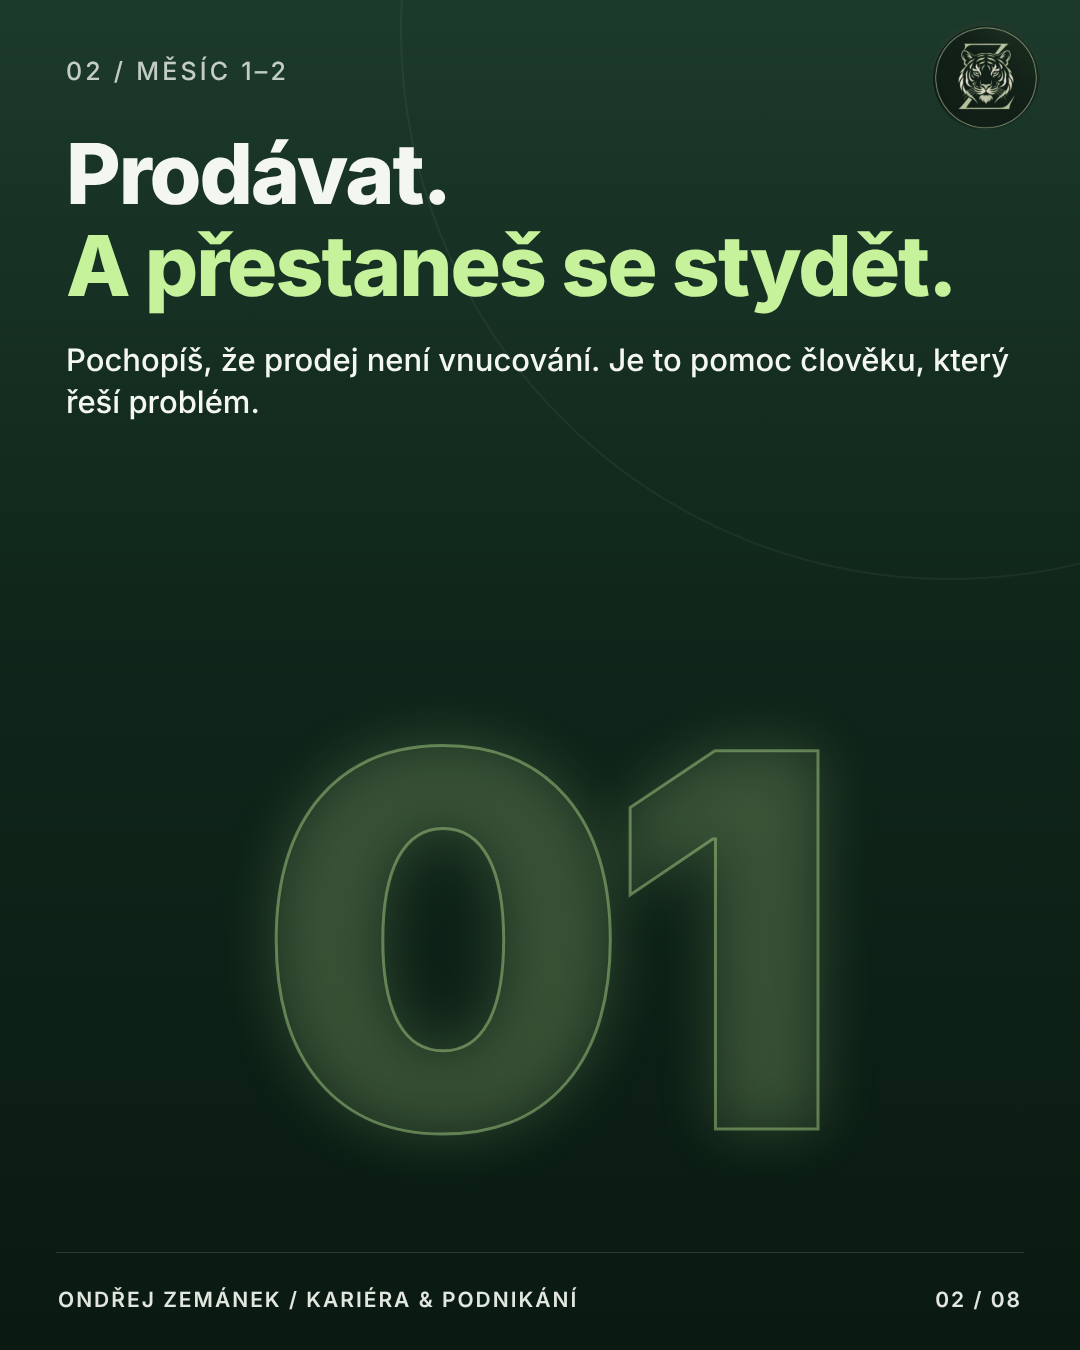 02 / MĚSÍC 1–2
Prodávat.
A přestaneš se stydět.
Pochopíš, že prodej není vnucování. Je to pomoc člověku, který
řeší problém.
01
ONDŘEJ ZEMÁNEK / KARIÉRA & PODNIKÁNÍ
02 / 08